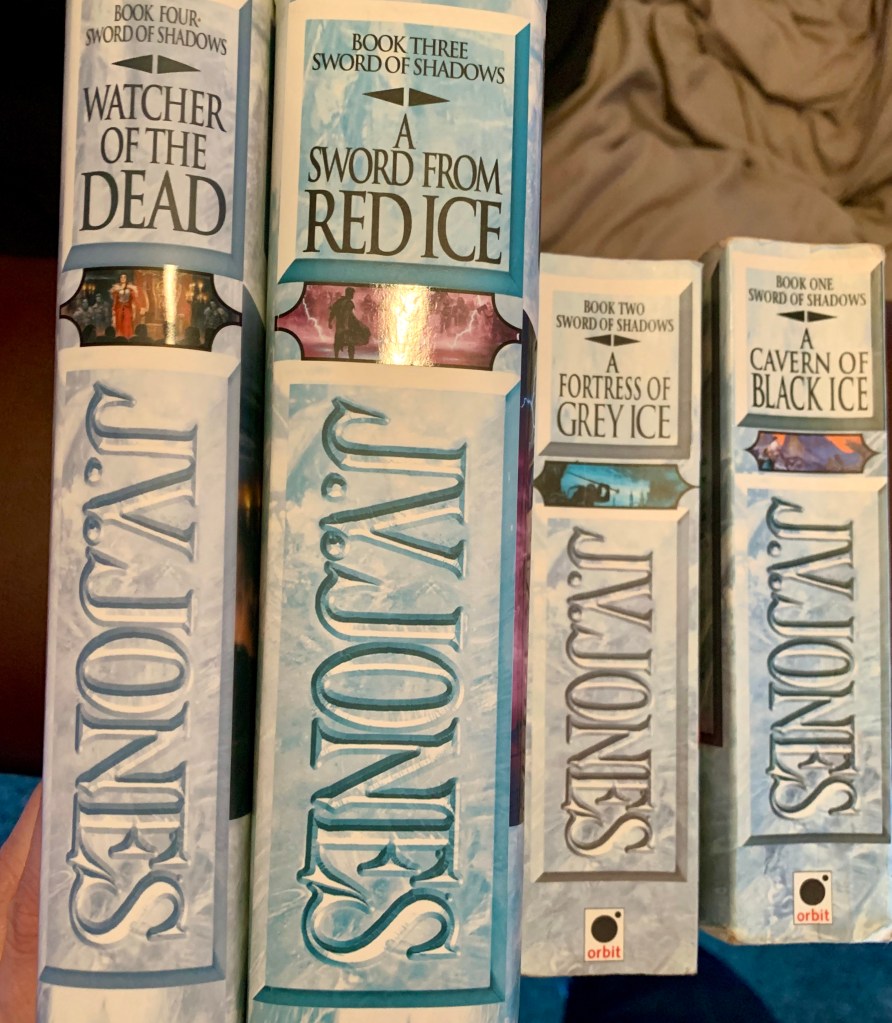 BOOK FOUR-
SWORD OF SHADOWS
WATCHER
OF THE
DEAD
J.V. JONES
BOOK THREE
SWORD OF SHADOWS
A
SWORD FROM
RED ICE
J.V. JONES
BOOK TWO
SWORD OF SHADOWS
A
FORTRESS OF
GREY ICE
J.V. JONES
orbit
BOOK ONE
SWORD OF SHADOWS
A
CAVERN OF
BLACK ICE
J.V. JONES
orbit